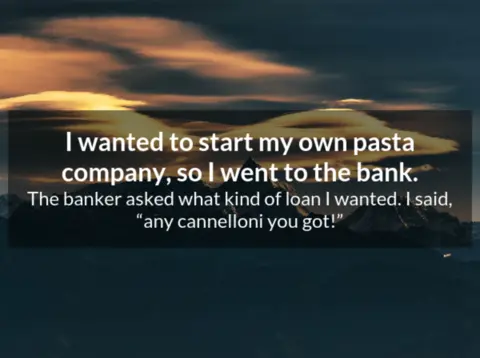 I wanted to start my own pasta
company, so I went to the bank.
The banker asked what kind of loan I wanted. I said,
“any cannelloni you got!”